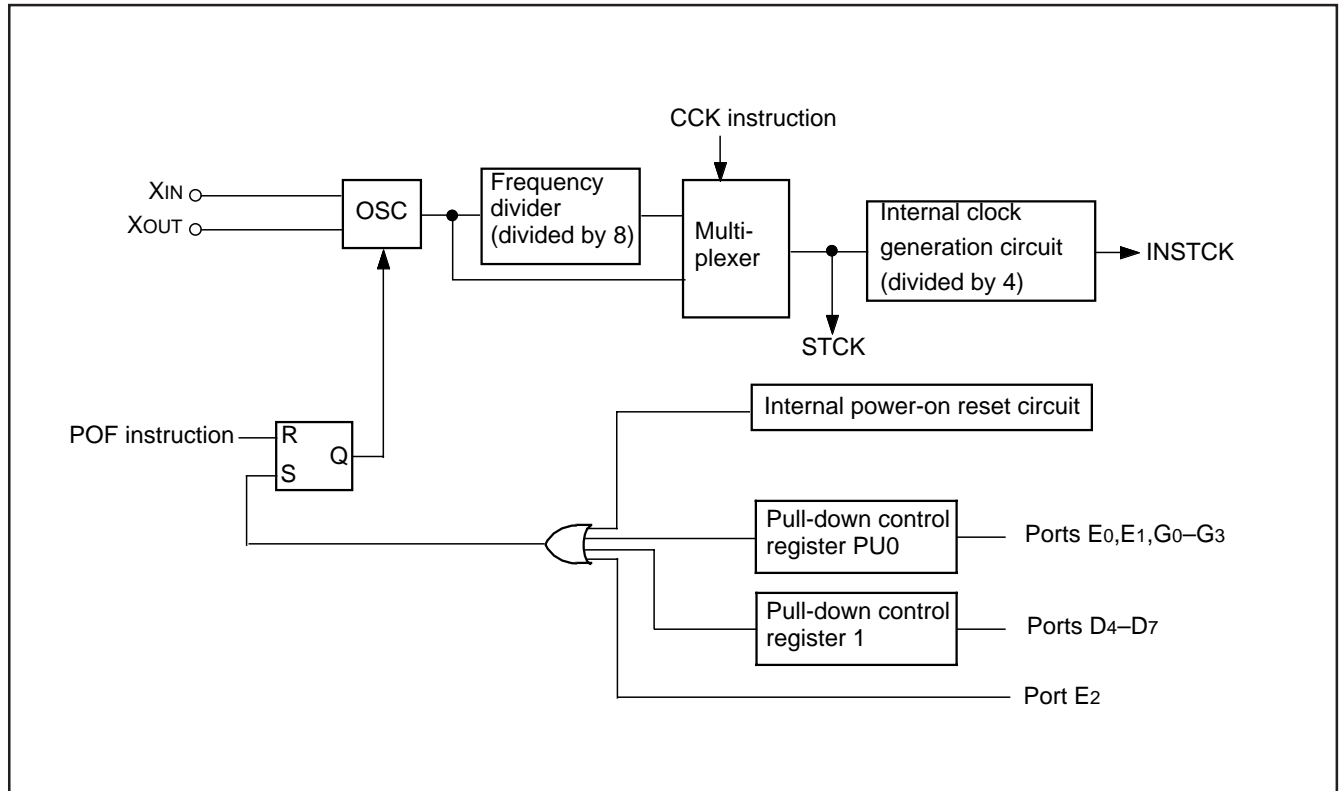 CCK instruction
XIN
XOUT
OSC
Frequency
divider
(divided by 8)
Multi-
plexer
Internal clock
generation circuit
(divided by 4)
INSTCK
STCK
Internal power-on reset circuit
POF instruction
R
S
Q
Pull-down control
register PU0
Ports E0,E1,G0–G3
Pull-down control
register 1
Ports D4–D7
Port E2